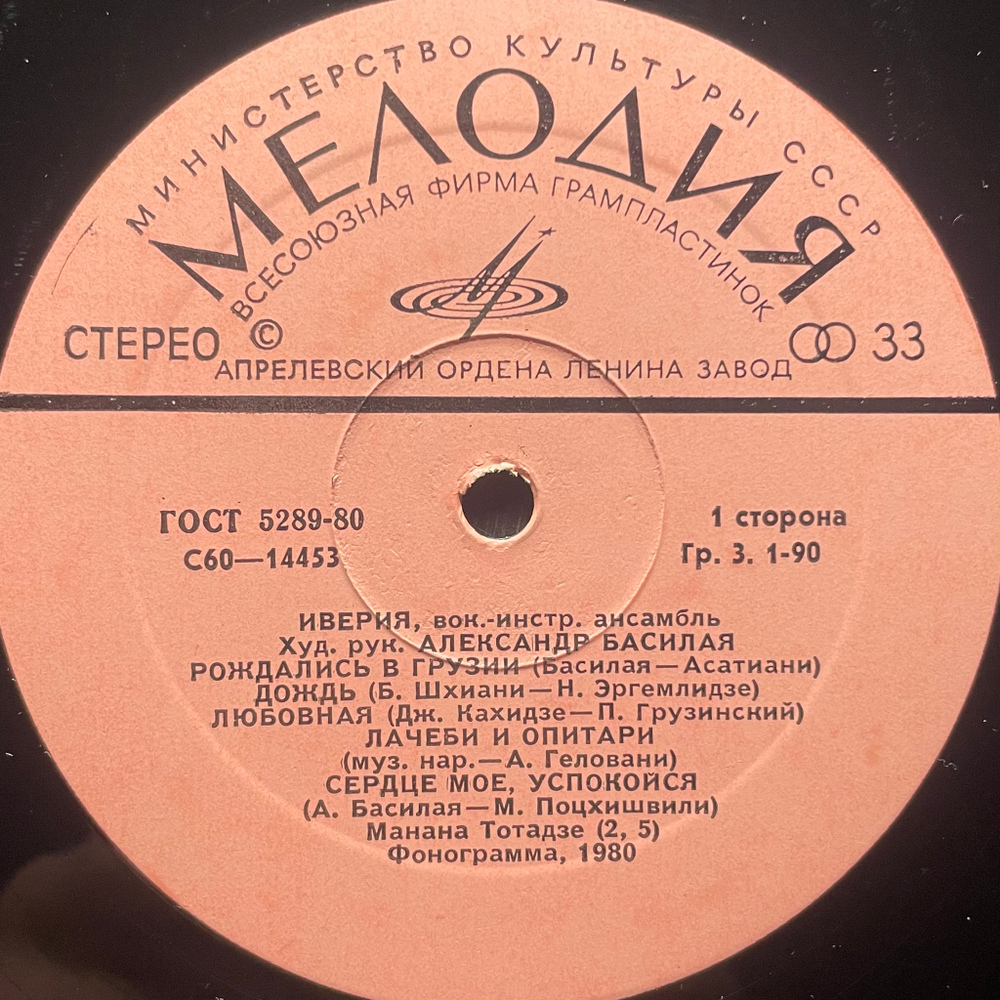 МИНИСТЕРСТВО КУЛЬТУРЫ СССР
МЕЛОДИЯ
ВСЕСОЮЗНАЯ ФИРМА ГРАМПЛАСТИНОК
СТЕРЕО © 33
АПРЕЛЕВСКИЙ ОРДЕНА ЛЕНИНА ЗАВОД
ГОСТ 5289-80 1 сторона
С60—14453 Гр. 3. 1-90
ИВЕРИЯ, вок.-инстр. ансамбль
Худ. рук. АЛЕКСАНДР БАСИЛАЯ
РОЖДАЛИСЬ В ГРУЗИИ (Басилая—Асатиани)
ДОЖДЬ (Б. Шхиани—Н. Эргемлидзе)
ЛЮБОВНАЯ (Дж. Кахидзе—П. Грузинский)
ЛАЧЕБИ И ОПИТАРИ
(муз. нар.—А. Геловани)
СЕРДЦЕ МОЕ, УСПОКОЙСЯ
(А. Басилая—М. Поцхишвили)
Манана Тотадзе (2, 5)
Фонограмма, 1980